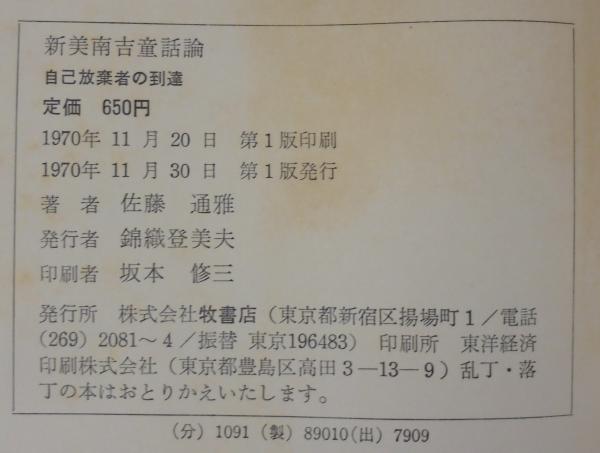 新美南吉童話論
自己放棄者の到達
定価 650円
1970年 11 月 20 日 第1版印刷
1970年 11 月 30 日 第1版発行
著 者 佐藤 通雅
発行者 錦織登美夫
印刷者 坂本 修三
発行所 株式会社牧書店(東京都新宿区揚場町1/電話
(269) 2081~4/振替 東京196483) 印刷所 東洋経済
印刷株式会社(東京都豊島区高田3—13—9)乱丁・落
丁の本はおとりかえいたします。
(分) 1091 (製) 89010(出) 7909